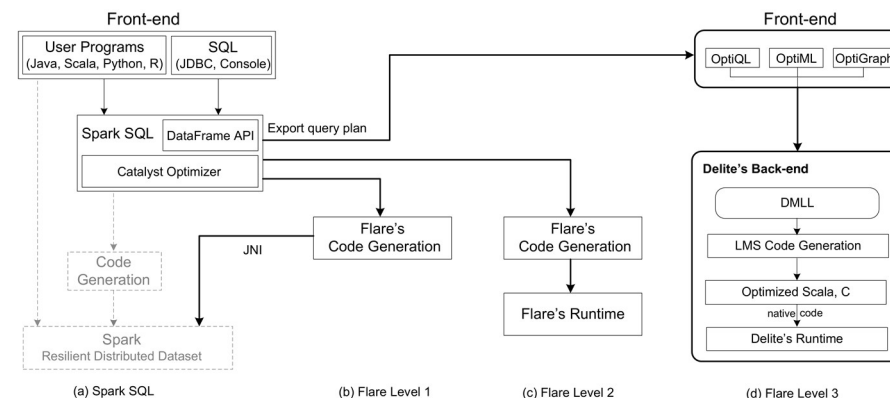 Front-end
User Programs
(Java, Scala, Python, R)
SQL
(JDBC, Console)
Spark SQL
DataFrame API
Catalyst Optimizer
Export query plan
Code
Generation
Spark
Resilient Distributed Dataset
JNI
Flare's
Code Generation
Flare's
Code Generation
Flare's Runtime
Front-end
OptiQL
OptiML
OptiGraph
Delite's Back-end
DMLL
LMS Code Generation
Optimized Scala, C
native code
Delite's Runtime
(a) Spark SQL
(b) Flare Level 1
(c) Flare Level 2
(d) Flare Level 3